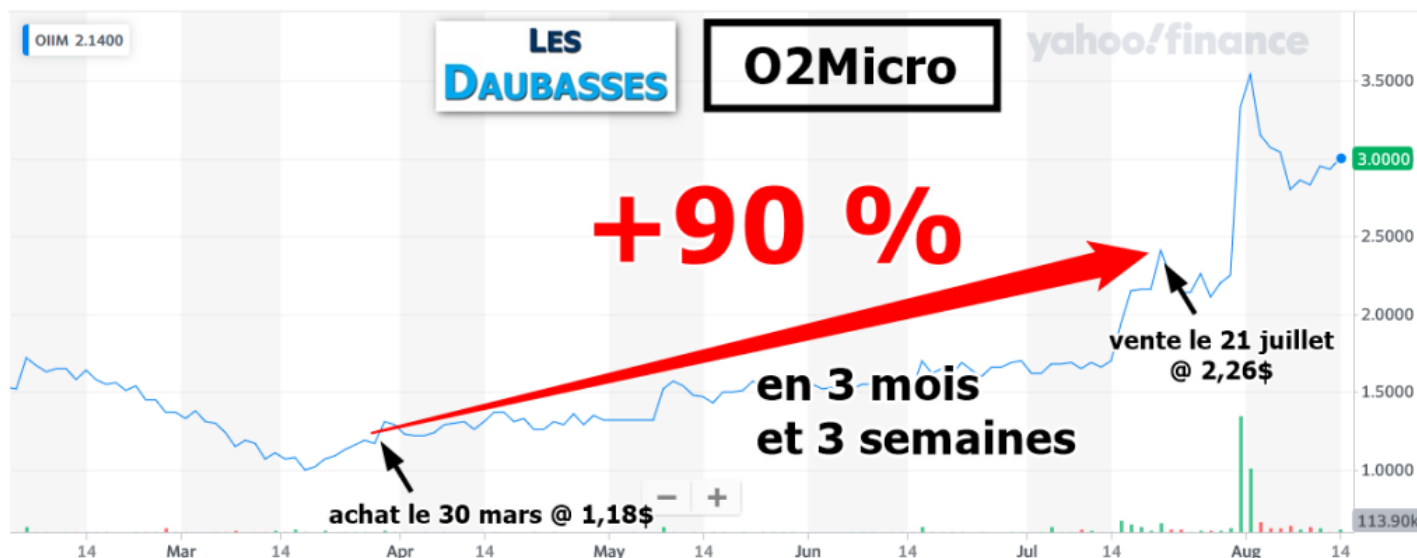 OIIM 2.1400
LES
DAUBASSES
O2Micro
yahoo!finance
3.5000
3.0000
+90 %
2.5000
2.0000
vente le 21 juillet
@ 2,26$
en 3 mois
et 3 semaines
1.5000
1.0000
achat le 30 mars @ 1,18$
− +
113.90k
14 Mar 14 Apr 14 May 14 Jun 14 Jul 14 Aug 14